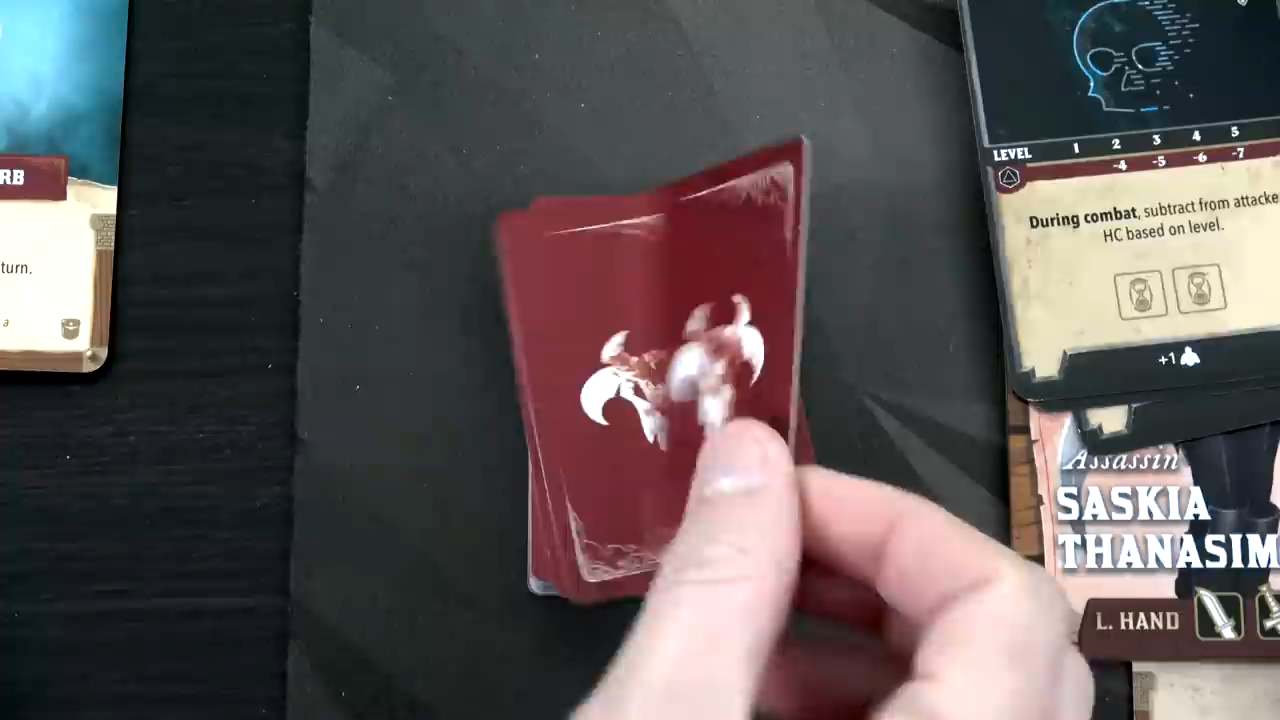 RB
turn.
a
LEVEL 1 2 3 4 5
-4 -5 -6 -7
During combat, subtract from attacke
HC based on level.
+1
Assassin
SASKIA
THANASIM
L. HAND